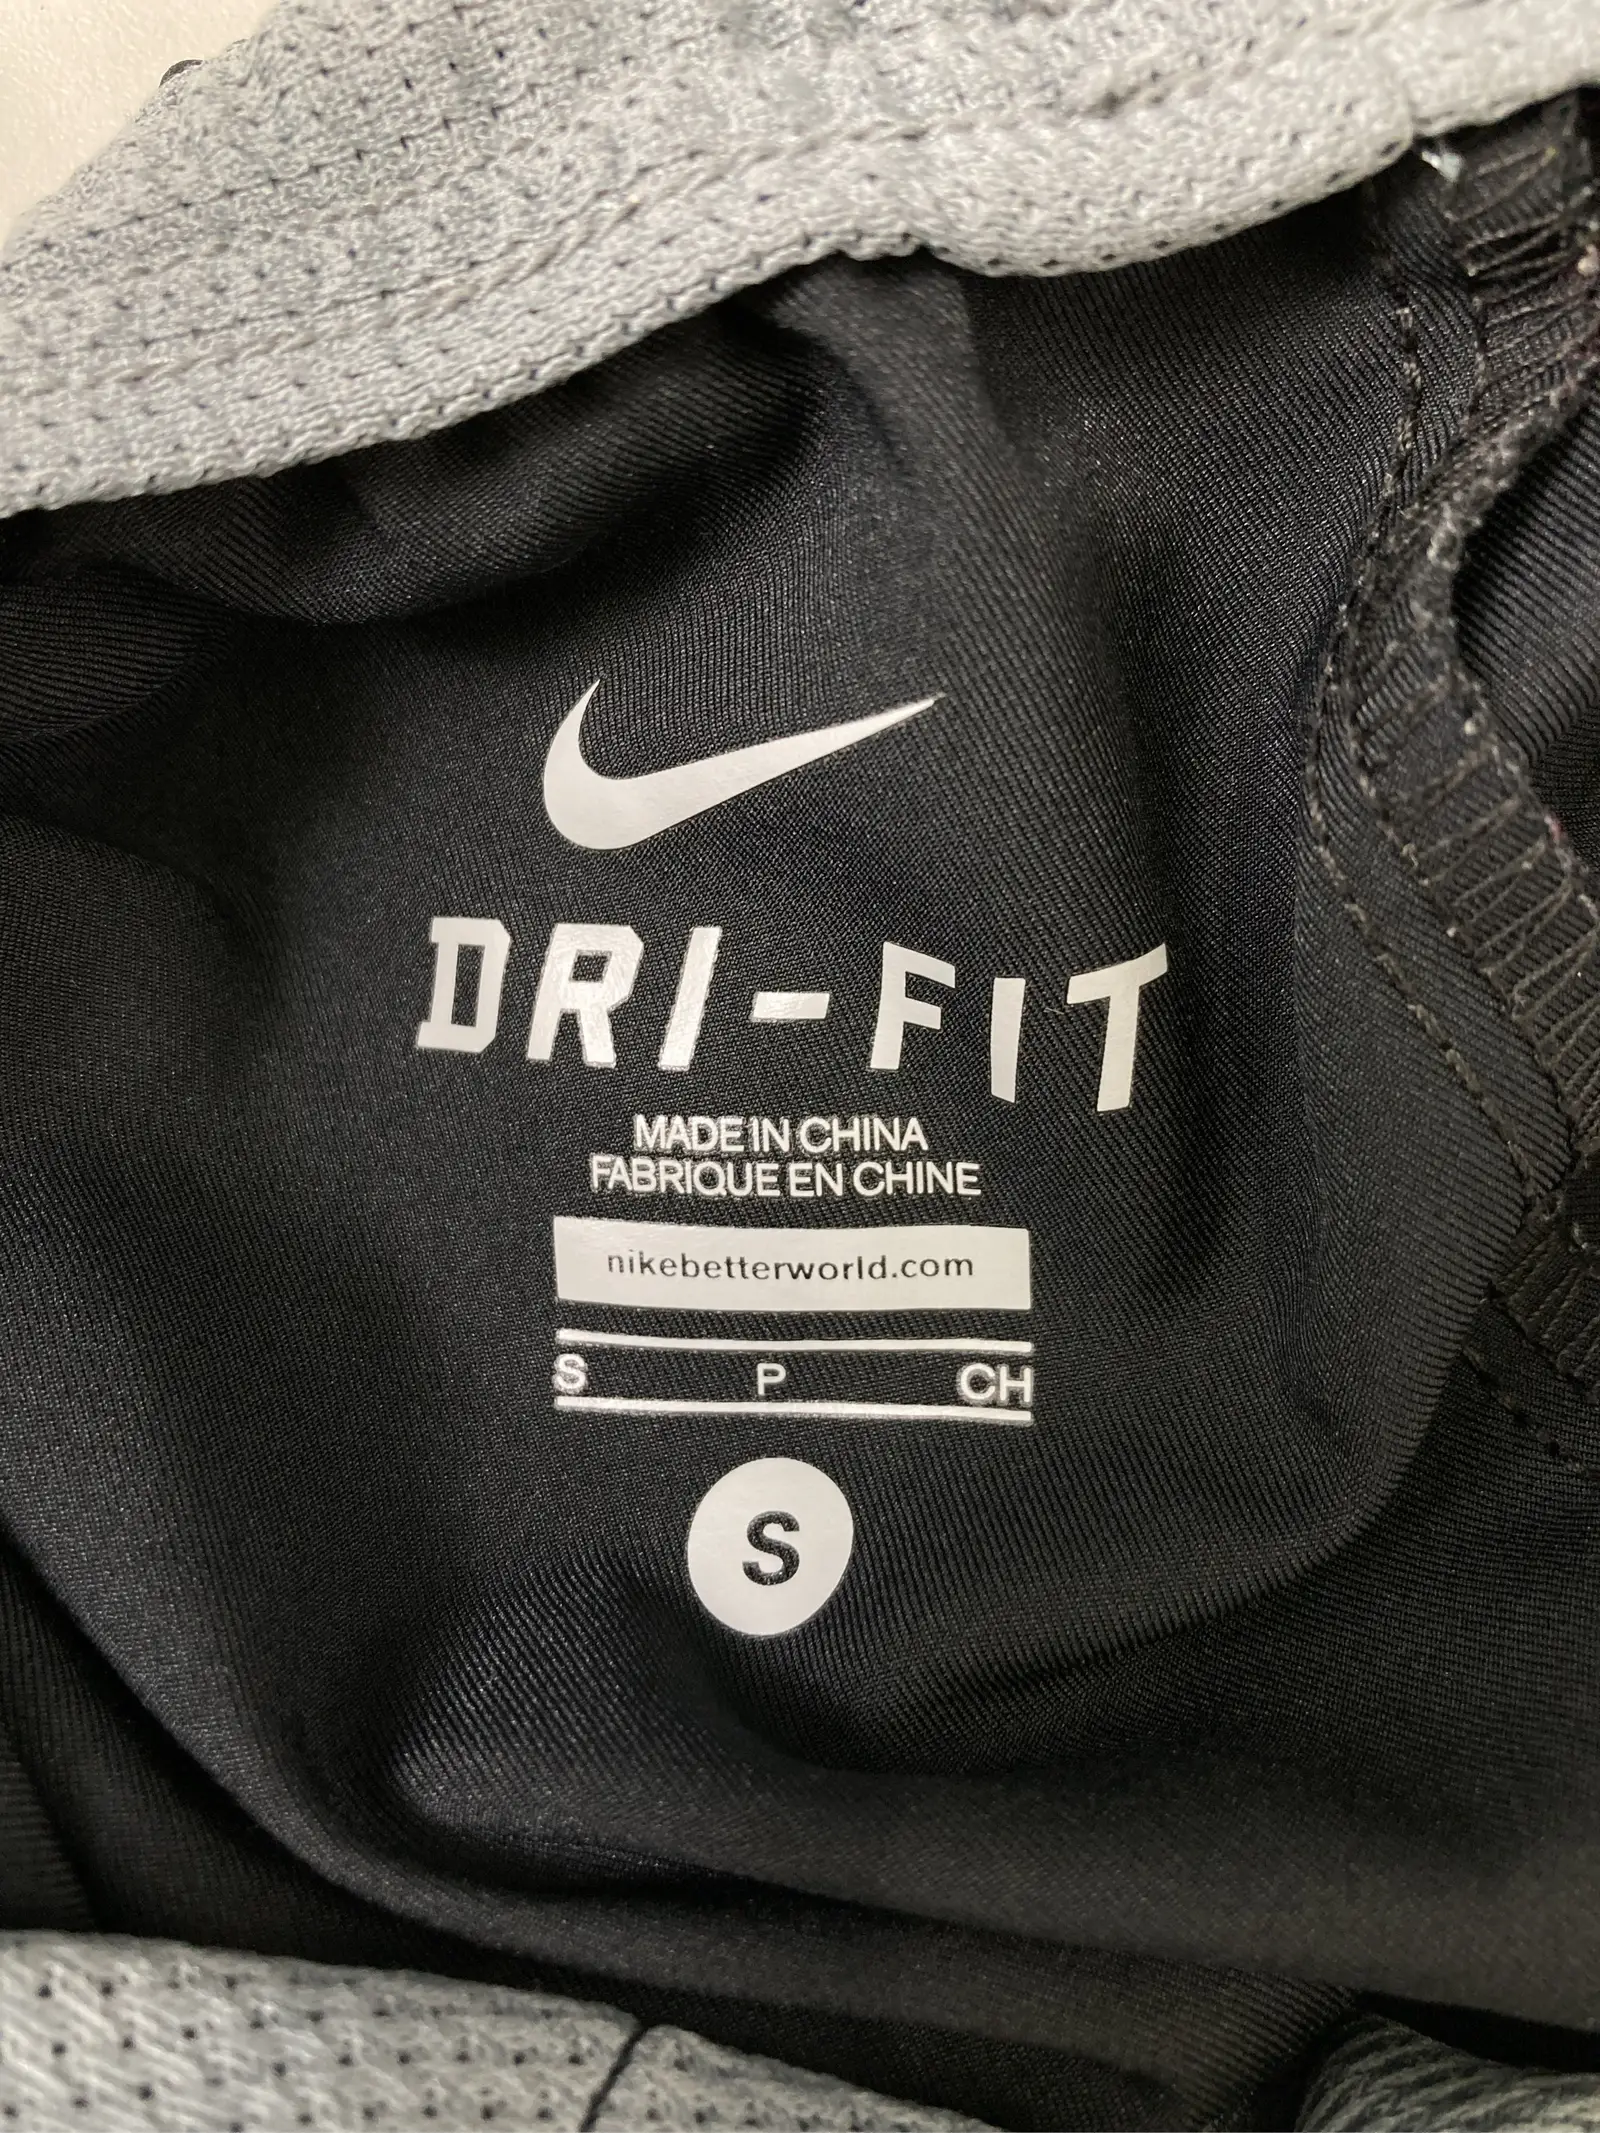 DRI-FIT
MADE IN CHINA
FABRIQUE EN CHINE
nikebetterworld.com
S P CH
S